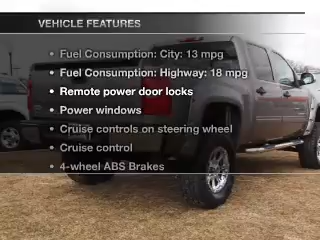 VEHICLE FEATURES
• Fuel Consumption: City: 13 mpg
• Fuel Consumption: Highway: 18 mpg
• Remote power door locks
• Power windows
• Cruise controls on steering wheel
• Cruise control
• 4-wheel ABS Brakes